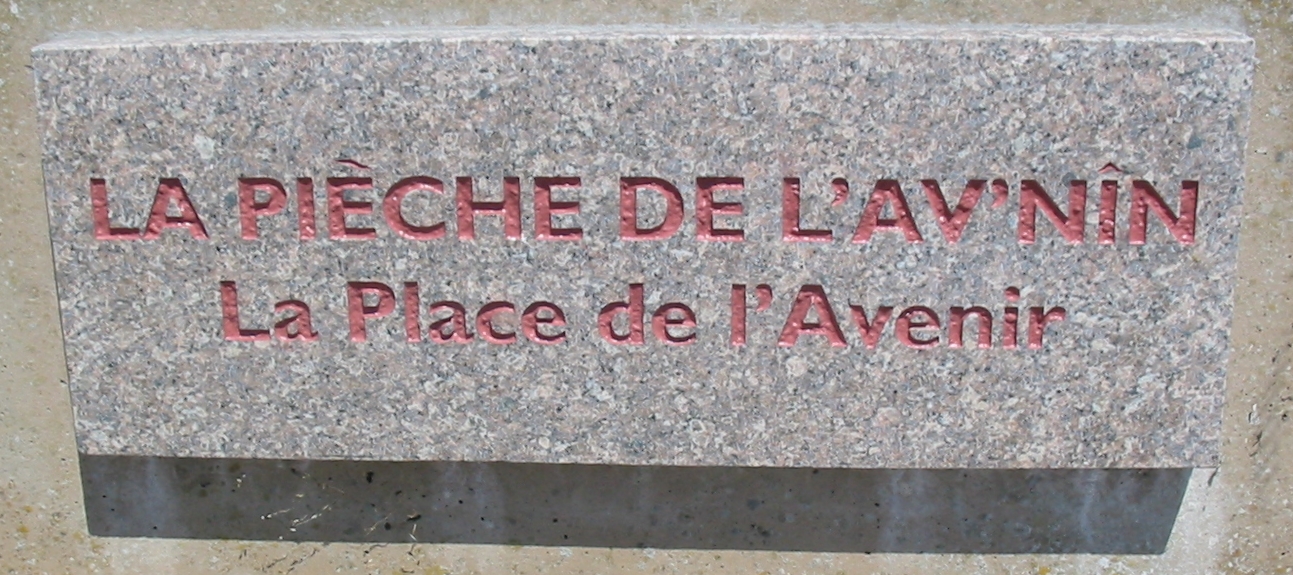 LA PIÈCHE DE L’AV’NÎN
La Place de l’Avenir